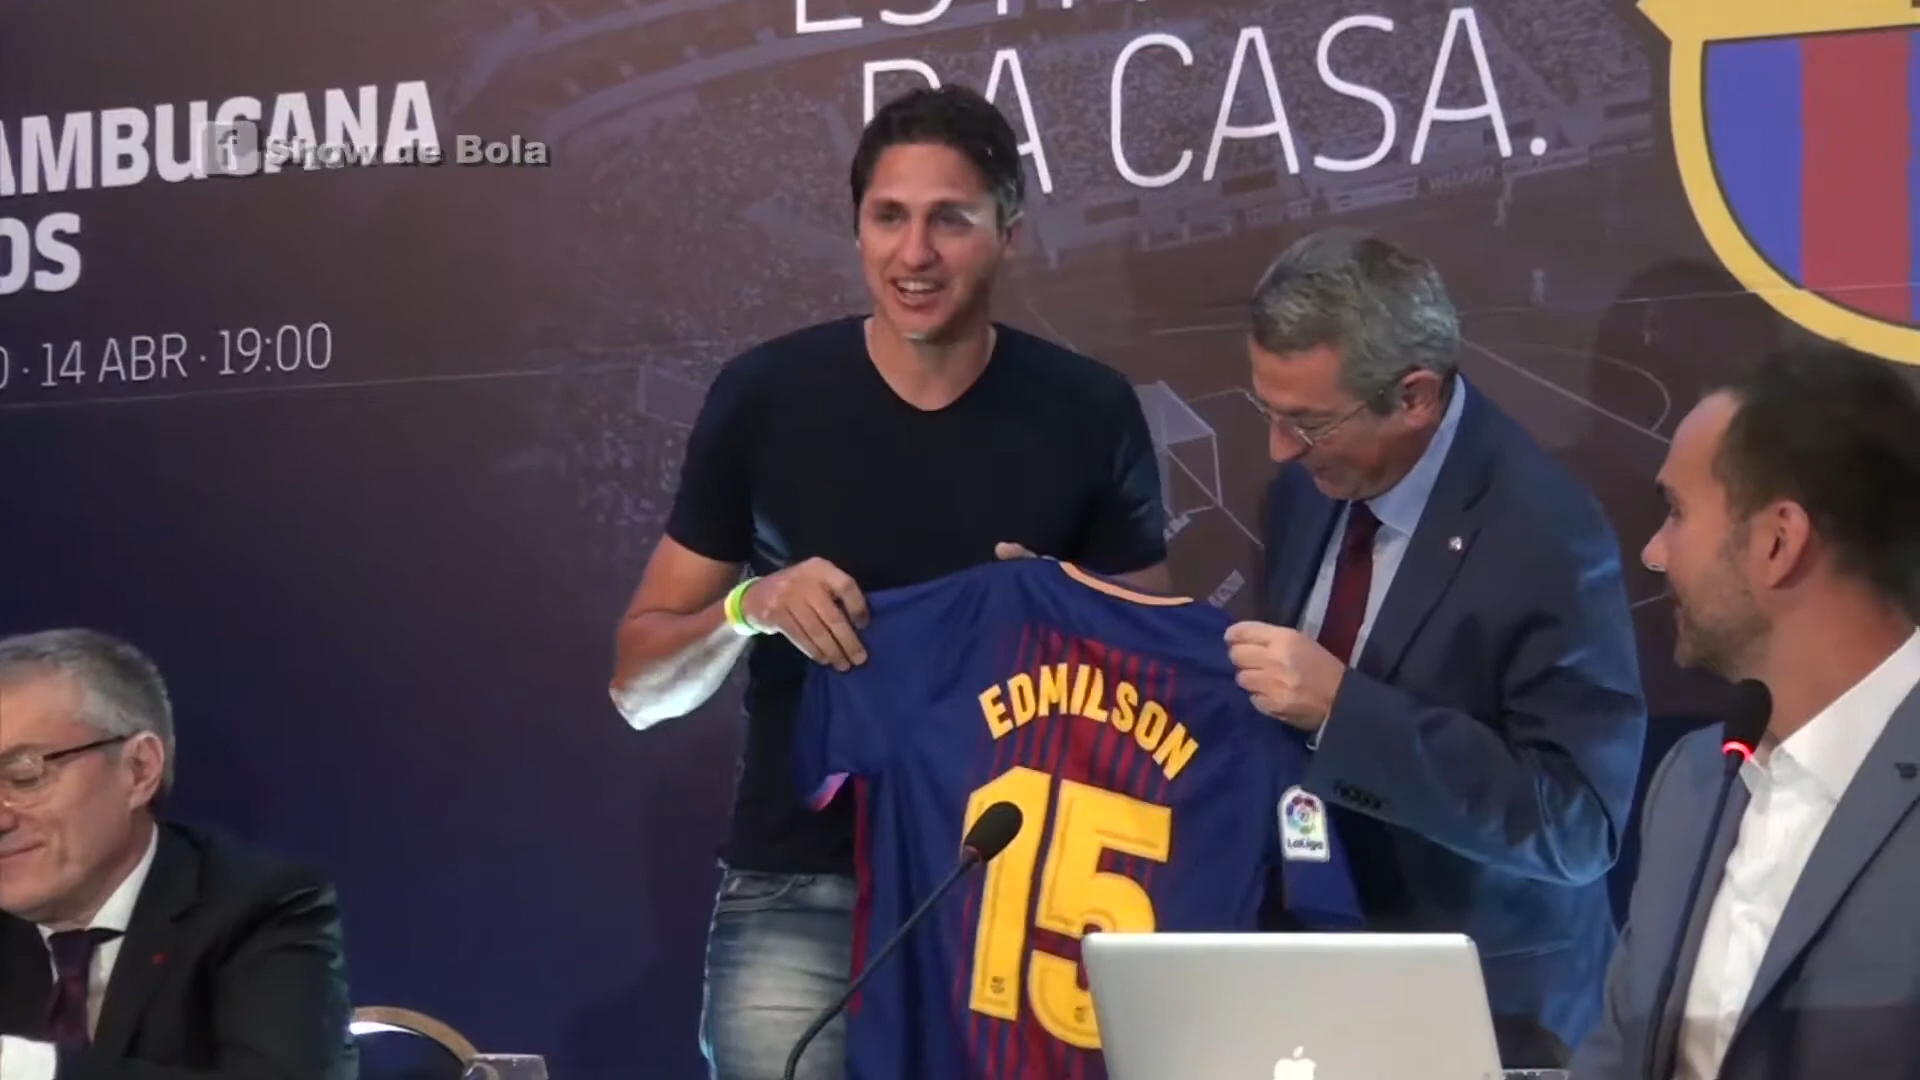 DA CASA.
AMBUCANA
OS
· 14 ABR · 19:00
Show de Bola
EDMILSON
15
LaLiga